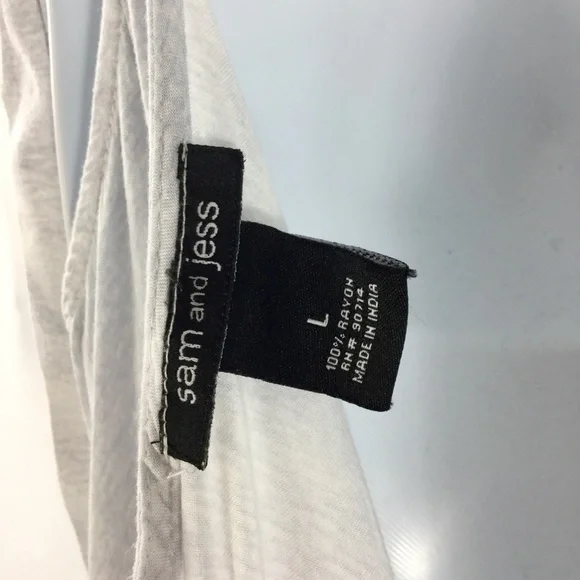 sam and jess
L
100% RAYON
RN# 90714
MADE IN INDIA